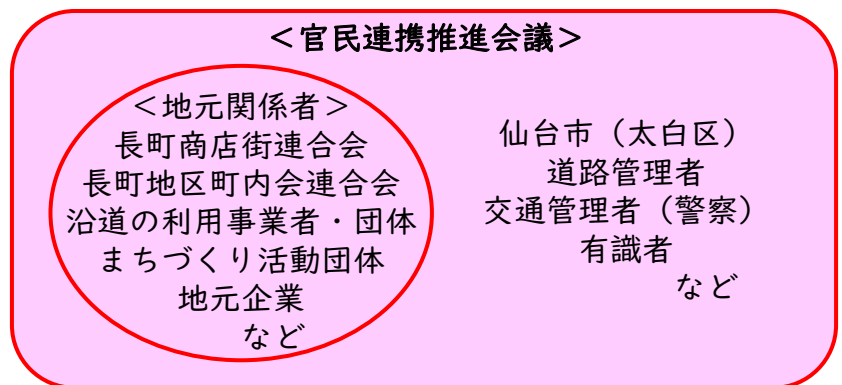 ＜官民連携推進会議＞
＜地元関係者＞
長町商店街連合会
長町地区町内会連合会
沿道の利用事業者・団体
まちづくり活動団体
地元企業
など
仙台市（太白区）
道路管理者
交通管理者（警察）
有識者
など